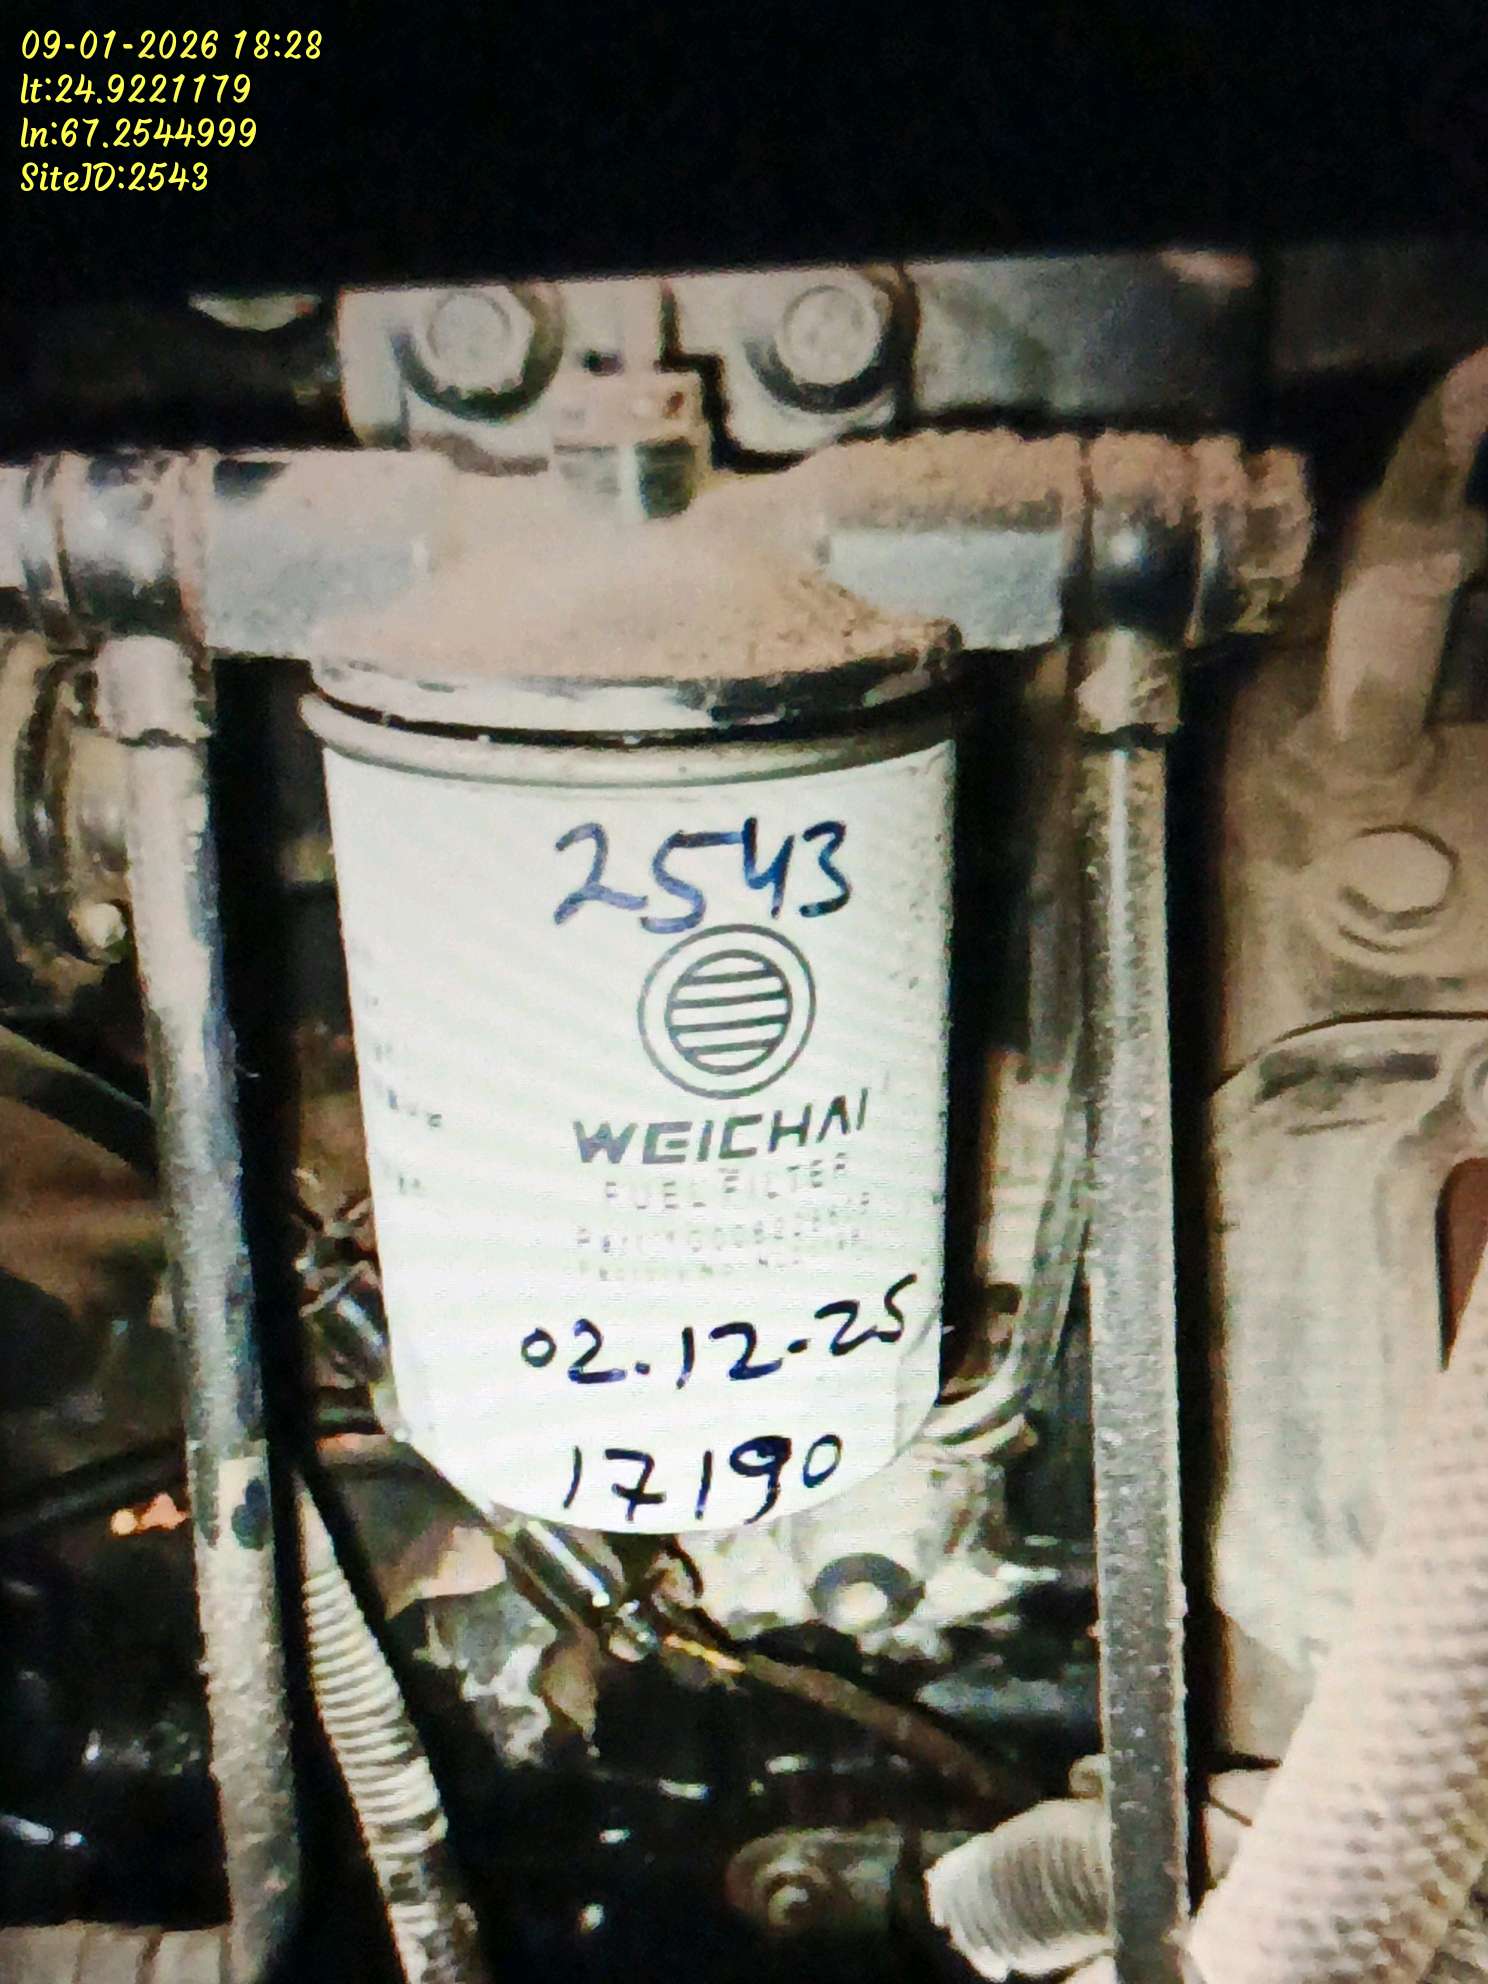 09-01-2026 18:28
lt:24.9221179
ln:67.2544999
SiteID:2543
2543
WEICHAI
FUEL FILTER
02.12.25
17190